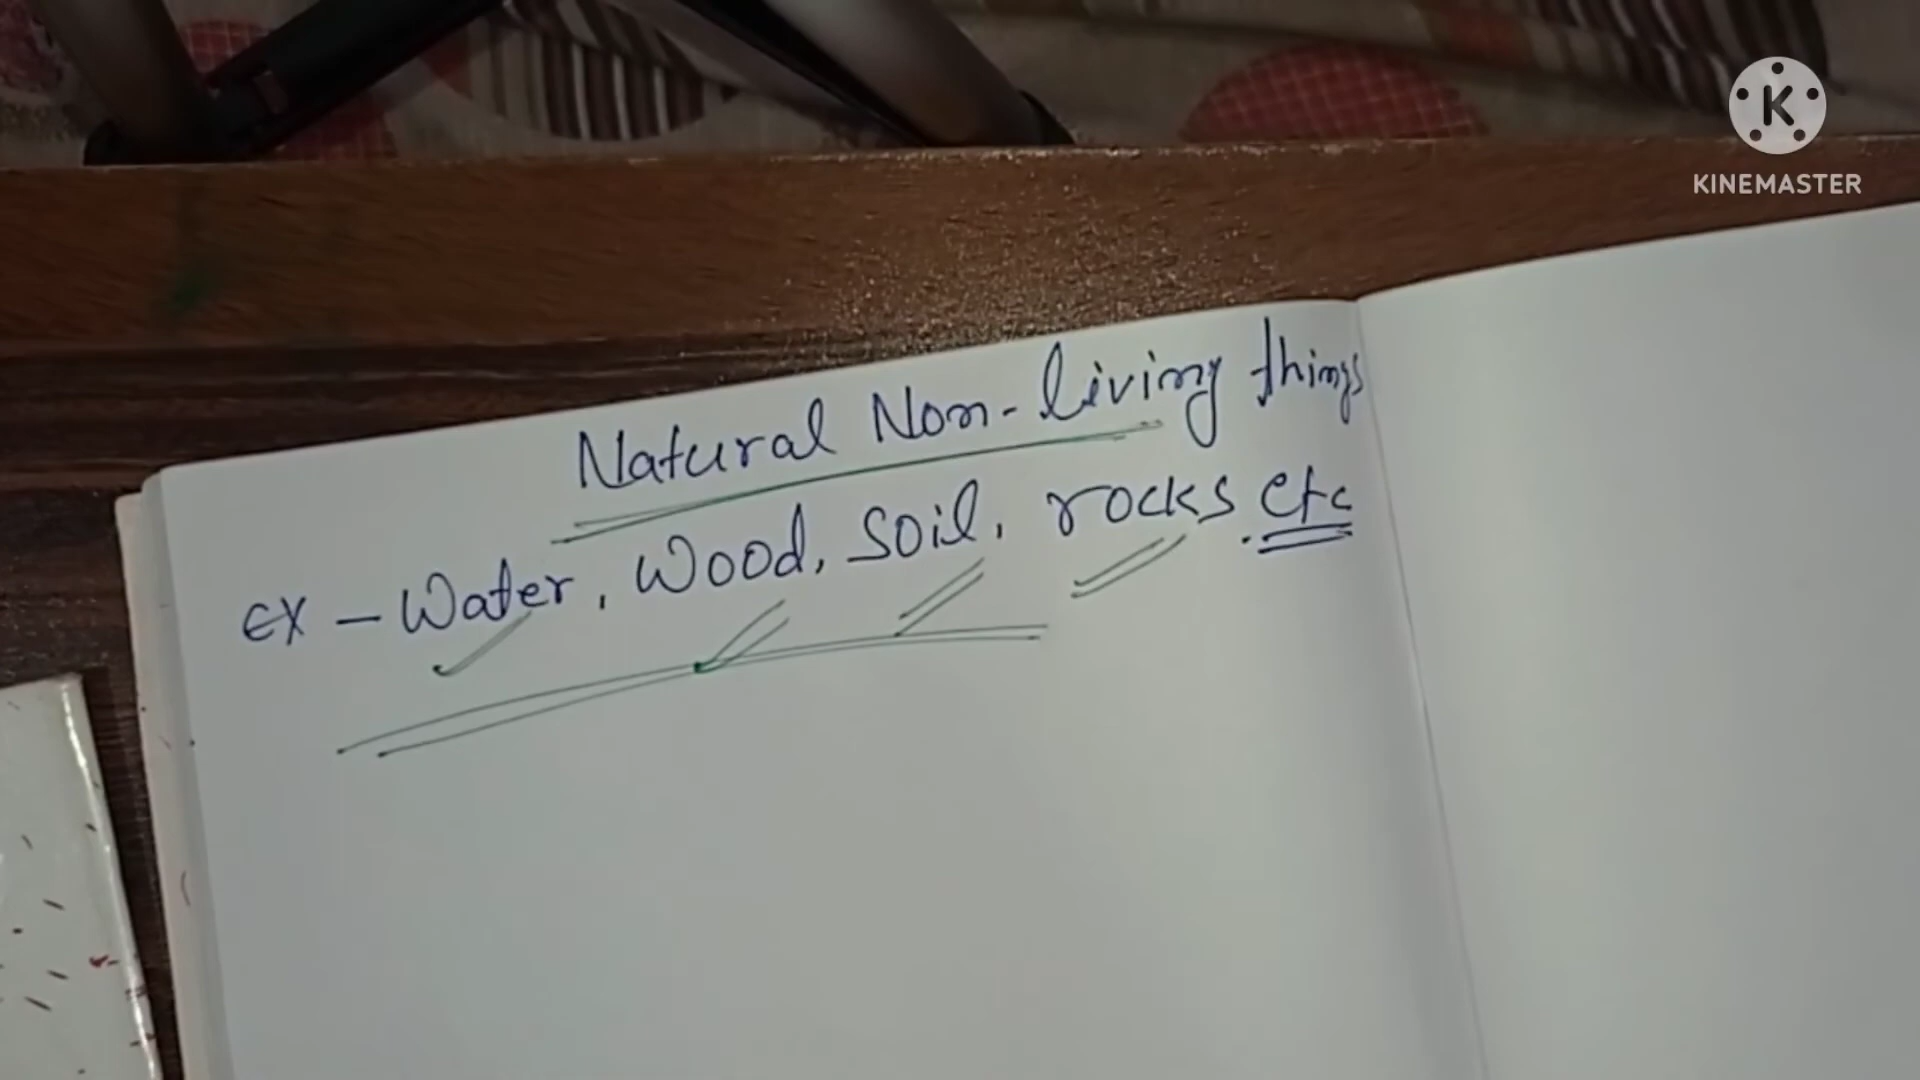 K
KINEMASTER
Natural Non-living things
EX - Water, Wood, Soil, rocks. etc